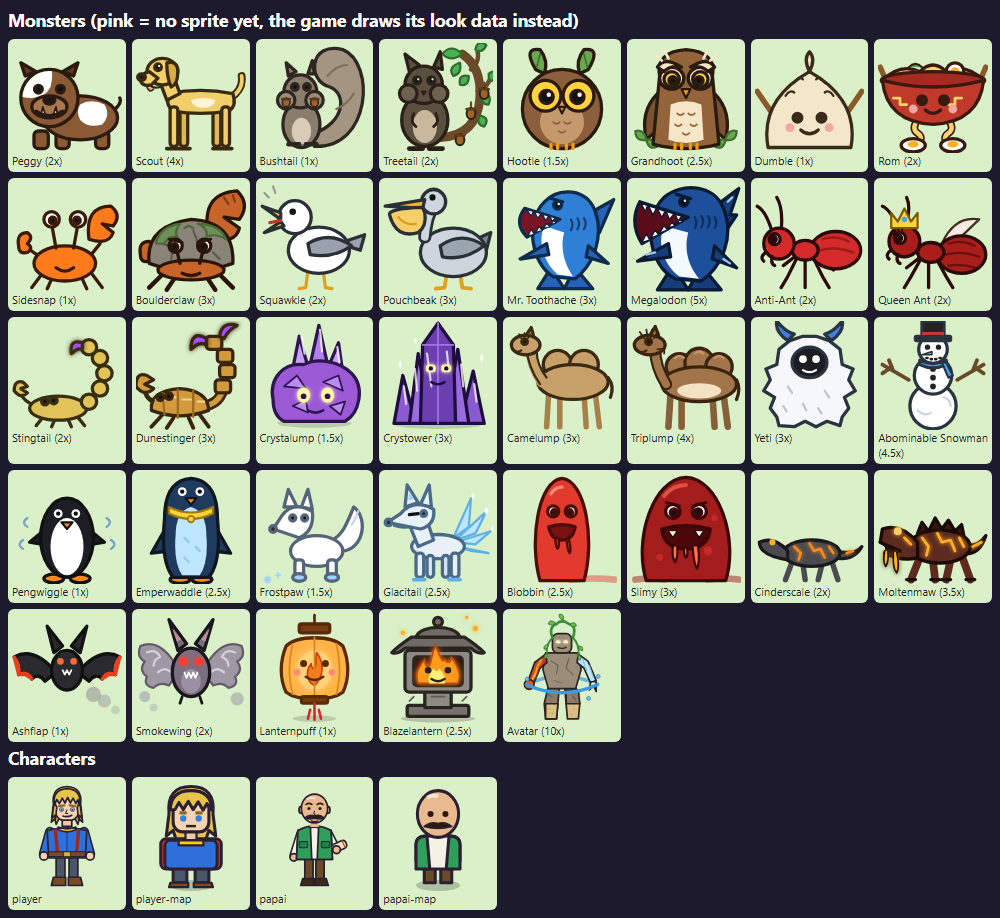 Monsters (pink = no sprite yet, the game draws its look data instead)
Peggy (2x)
Scout (4x)
Bushtail (1x)
Treetail (2x)
Hootle (1.5x)
Grandhoot (2.5x)
Dumble (1x)
Rom (2x)
Sidesnap (1x)
Boulderclaw (3x)
Squawkle (2x)
Pouchbeak (3x)
Mr. Toothache (3x)
Megalodon (5x)
Anti-Ant (2x)
Queen Ant (2x)
Stingtail (2x)
Dunestinger (3x)
Crystalump (1.5x)
Crystower (3x)
Camelump (3x)
Triplump (4x)
Yeti (3x)
Abominable Snowman
(4.5x)
Pengwiggle (1x)
Emperwaddle (2.5x)
Frostpaw (1.5x)
Glacitail (2.5x)
Blobbin (2.5x)
Slimy (3x)
Cinderscale (2x)
Moltenmaw (3.5x)
Ashflap (1x)
Smokewing (2x)
Lanternpuff (1x)
Blazelantern (2.5x)
Avatar (10x)
Characters
player
player-map
papai
papai-map